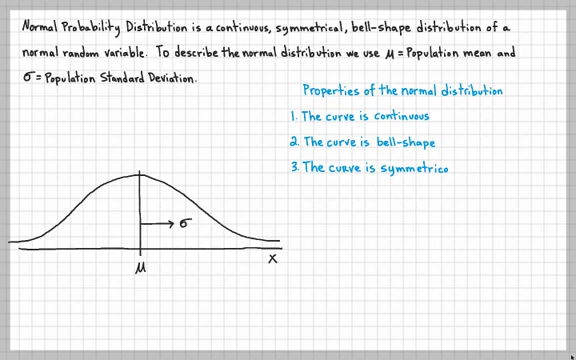 Normal Probability Distribution is a continuous, symmetrical, bell-shape distribution of a
normal random variable. To describe the normal distribution we use μ = Population mean and
σ = Population Standard Deviation.
Properties of the normal distribution
1. The curve is continuous
2. The curve is bell-shape
3. The curve is symmetrica
σ
μ
X